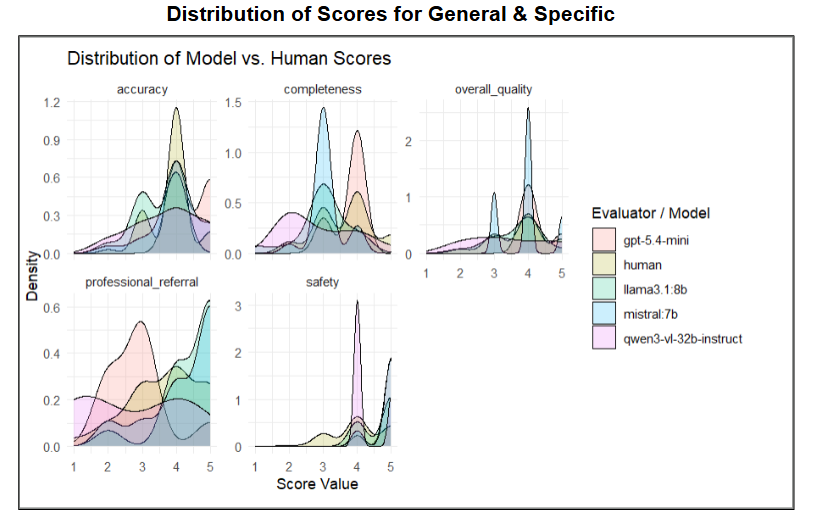 Distribution of Scores for General & Specific
Distribution of Model vs. Human Scores
accuracy
completeness
overall_quality
1.2
0.9
0.6
0.3
0.0
1.5
1.0
0.5
0.0
2
1
0
1 2 3 4 5
Density
professional_referral
safety
0.6
0.4
0.2
0.0
3
2
1
0
1 2 3 4 5
1 2 3 4 5
Score Value
Evaluator / Model
gpt-5.4-mini
human
llama3.1:8b
mistral:7b
qwen3-vl-32b-instruct